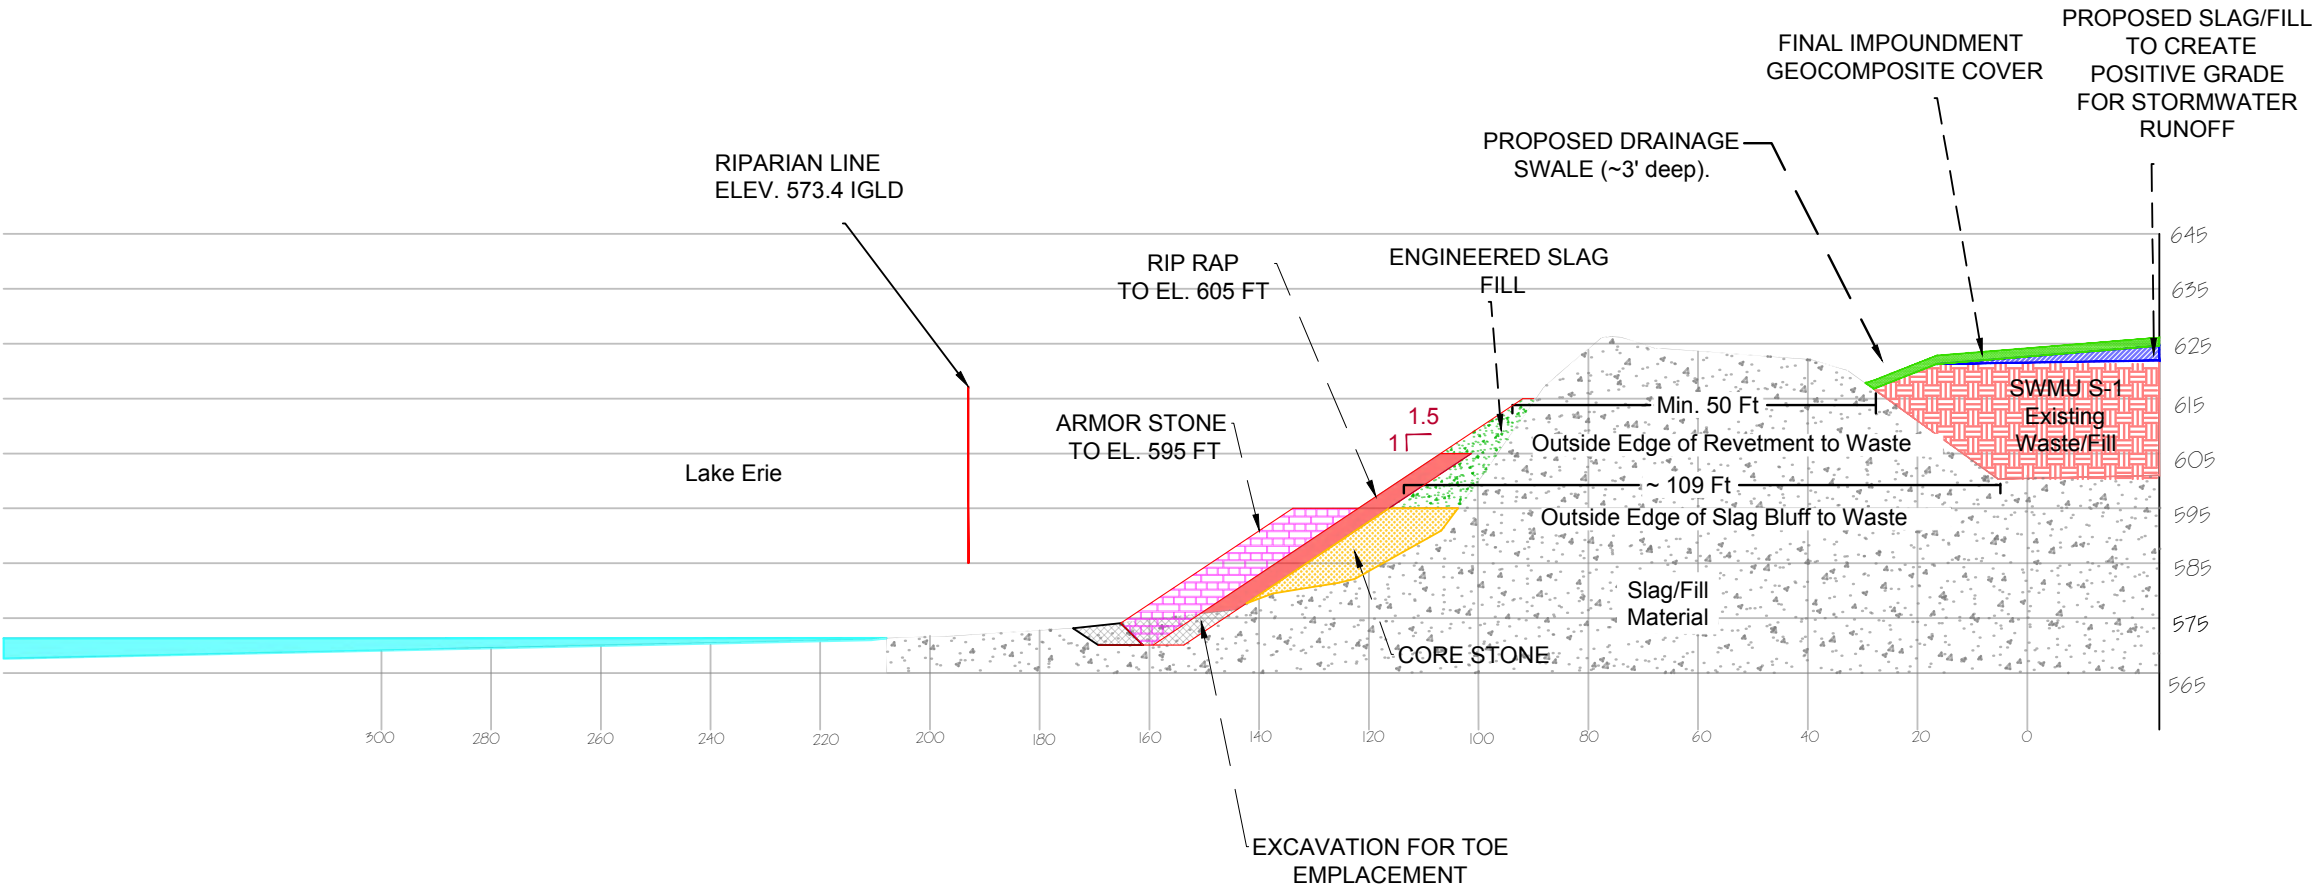 PROPOSED SLAG/FILL
TO CREATE
POSITIVE GRADE
FOR STORMWATER
RUNOFF
FINAL IMPOUNDMENT
GEOCOMPOSITE COVER
PROPOSED DRAINAGE
SWALE (~3' deep).
RIPARIAN LINE
ELEV. 573.4 IGLD
RIP RAP
TO EL. 605 FT
ENGINEERED SLAG
FILL
ARMOR STONE
TO EL. 595 FT
1.5
1
Lake Erie
Min. 50 Ft
Outside Edge of Revetment to Waste
~ 109 Ft
Outside Edge of Slag Bluff to Waste
SWMU S-1
Existing
Waste/Fill
Slag/Fill
Material
CORE STONE
EXCAVATION FOR TOE
EMPLACEMENT
645
635
625
615
605
595
585
575
565
300 280 260 240 220 200 180 160 140 120 100 80 60 40 20 0